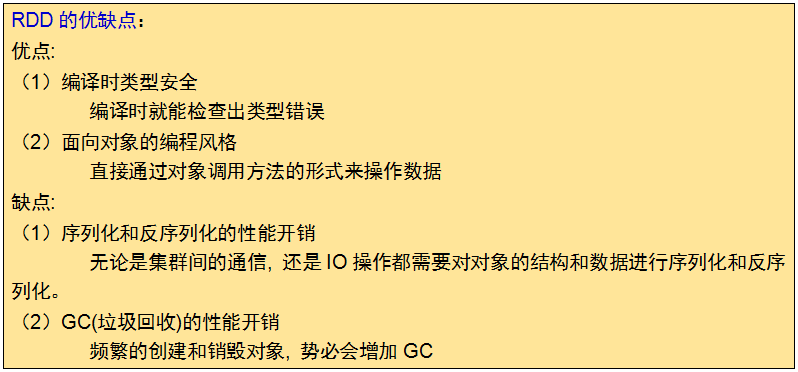 RDD 的优缺点：
优点:
（1）编译时类型安全
编译时就能检查出类型错误
（2）面向对象的编程风格
直接通过对象调用方法的形式来操作数据
缺点:
（1）序列化和反序列化的性能开销
无论是集群间的通信, 还是 IO 操作都需要对对象的结构和数据进行序列化和反序
列化。
（2）GC(垃圾回收)的性能开销
频繁的创建和销毁对象, 势必会增加 GC